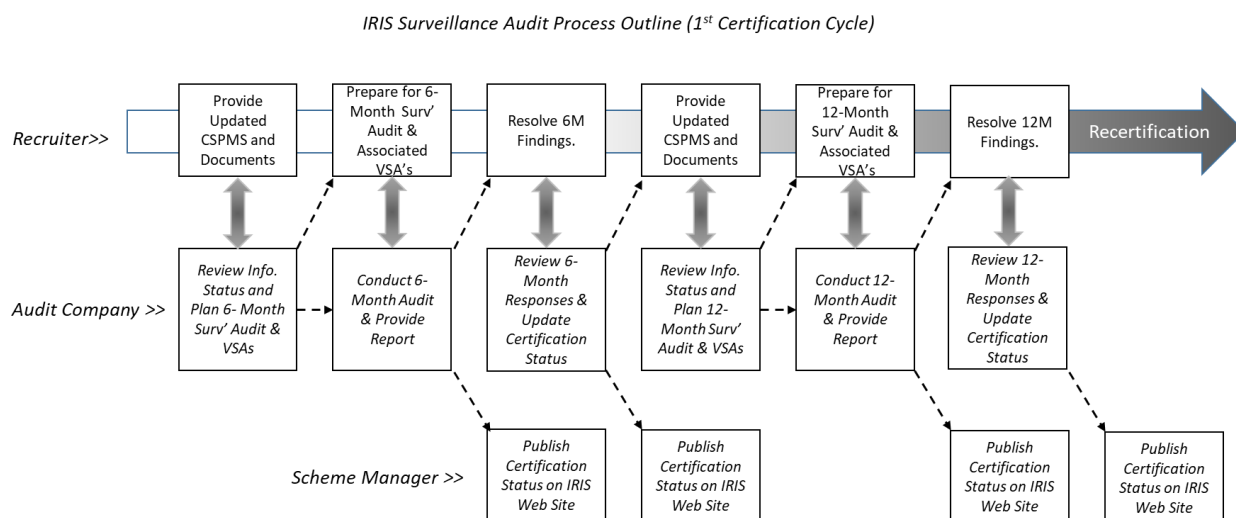 IRIS Surveillance Audit Process Outline (1st Certification Cycle)
Recruiter>>
Provide
Updated
CSPMS and
Documents
Prepare for 6-
Month Surv’
Audit &
Associated
VSA’s
Resolve 6M
Findings.
Provide
Updated
CSPMS and
Documents
Prepare for
12-Month
Surv’ Audit &
Associated
VSA’s
Resolve 12M
Findings.
Recertification
Audit Company >>
Review Info.
Status and
Plan 6- Month
Surv’ Audit &
VSAs
Conduct 6-
Month Audit
& Provide
Report
Review 6-
Month
Responses &
Update
Certification
Status
Review Info.
Status and
Plan 12-
Month Surv’
Audit & VSAs
Conduct 12-
Month Audit
& Provide
Report
Review 12-
Month
Responses &
Update
Certification
Status
Scheme Manager >>
Publish
Certification
Status on IRIS
Web Site
Publish
Certification
Status on IRIS
Web Site
Publish
Certification
Status on IRIS
Web Site
Publish
Certification
Status on IRIS
Web Site